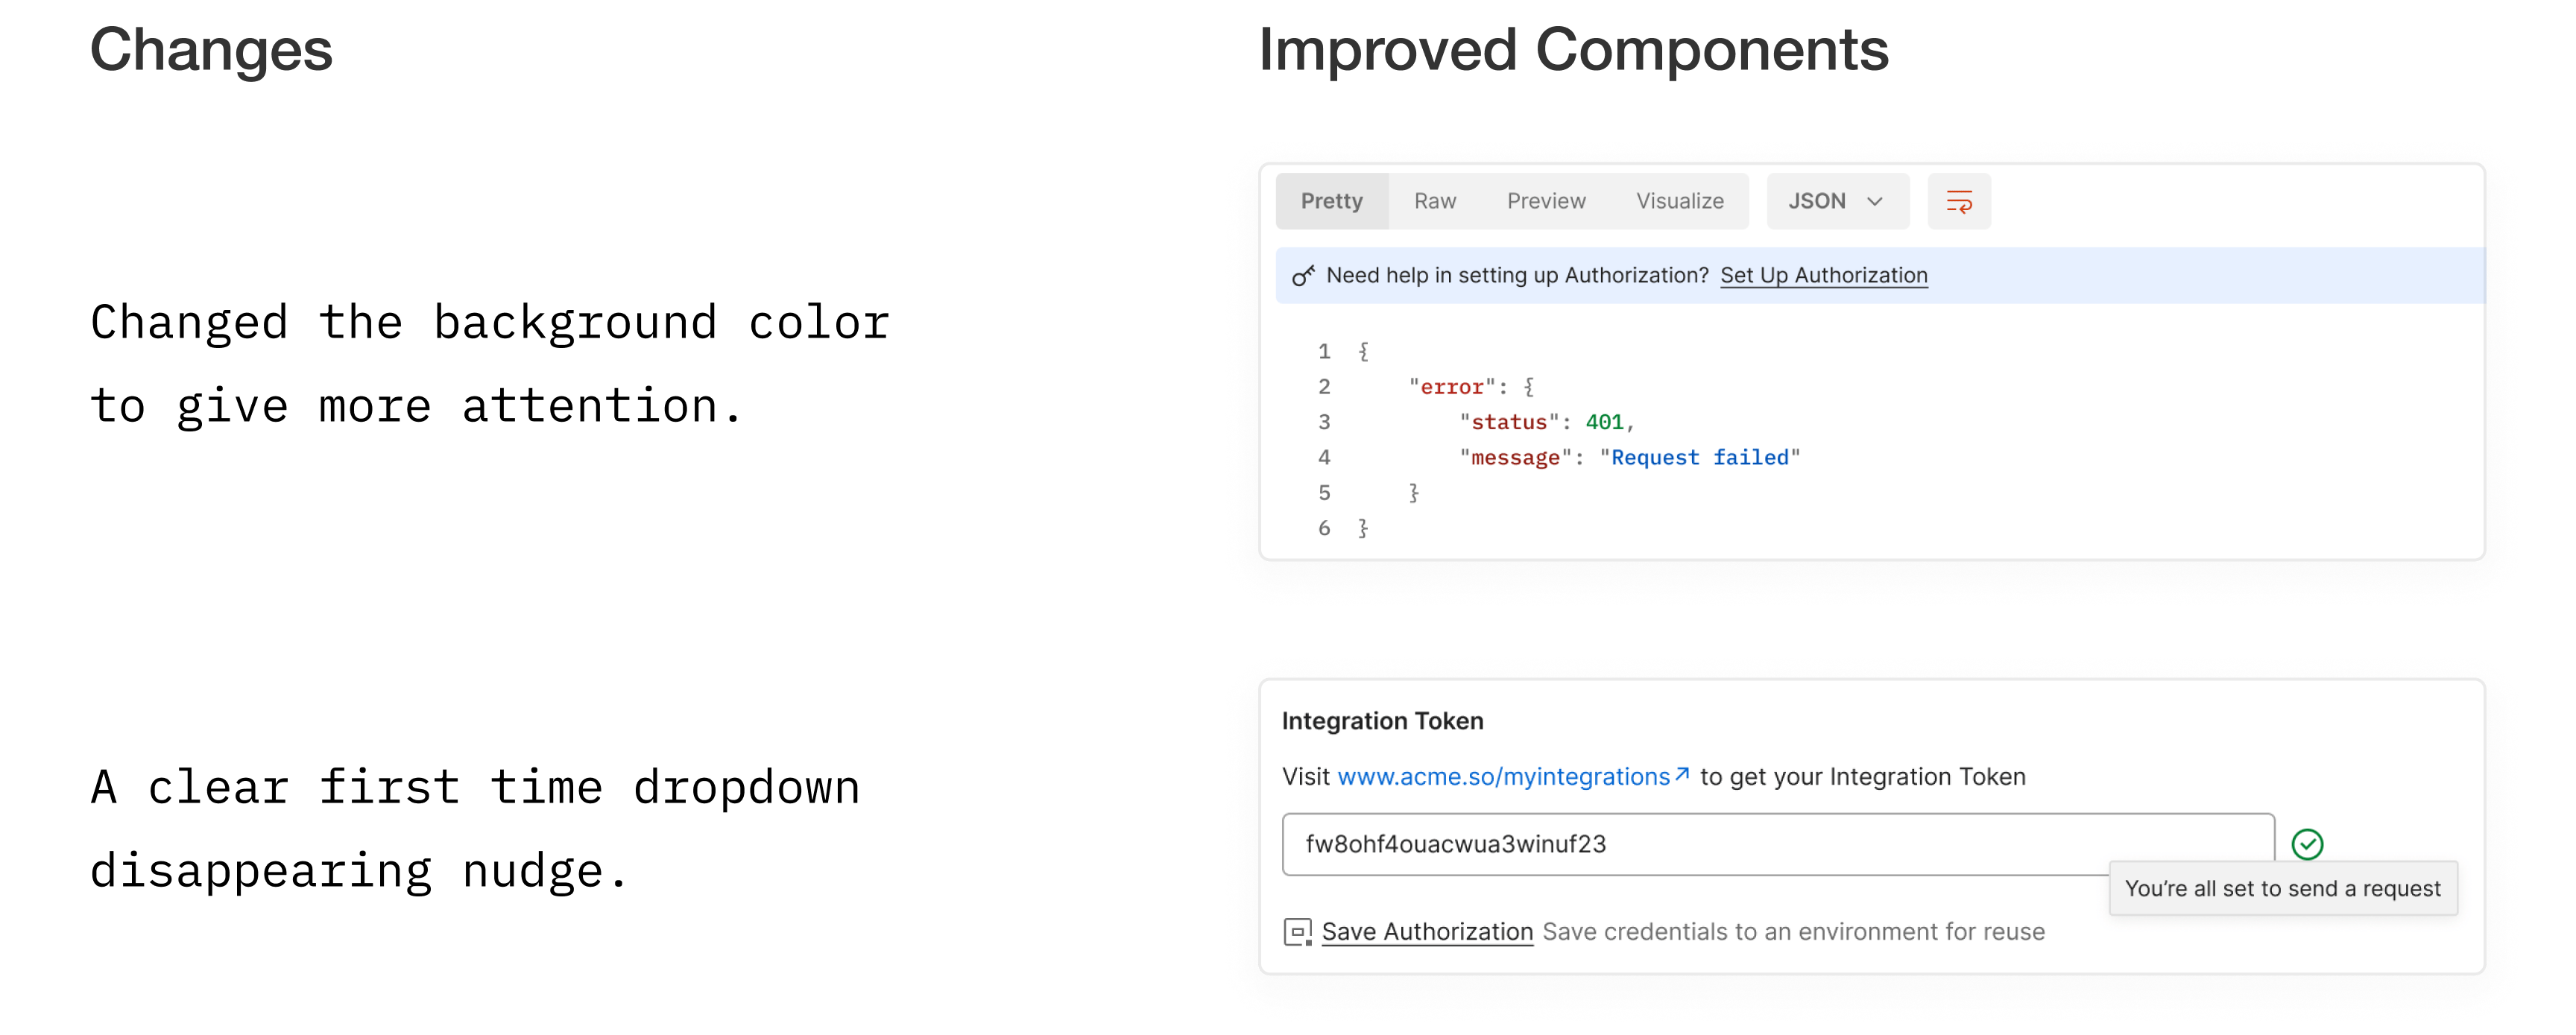 Changes
Improved Components
Changed the background color
to give more attention.
Pretty Raw Preview Visualize JSON
Need help in setting up Authorization? Set Up Authorization
1 {
2 "error": {
3 "status": 401,
4 "message": "Request failed"
5 }
6 }
A clear first time dropdown
disappearing nudge.
Integration Token
Visit www.acme.so/myintegrations↗ to get your Integration Token
fw8ohf4ouacwua3winuf23
You’re all set to send a request
Save Authorization Save credentials to an environment for reuse